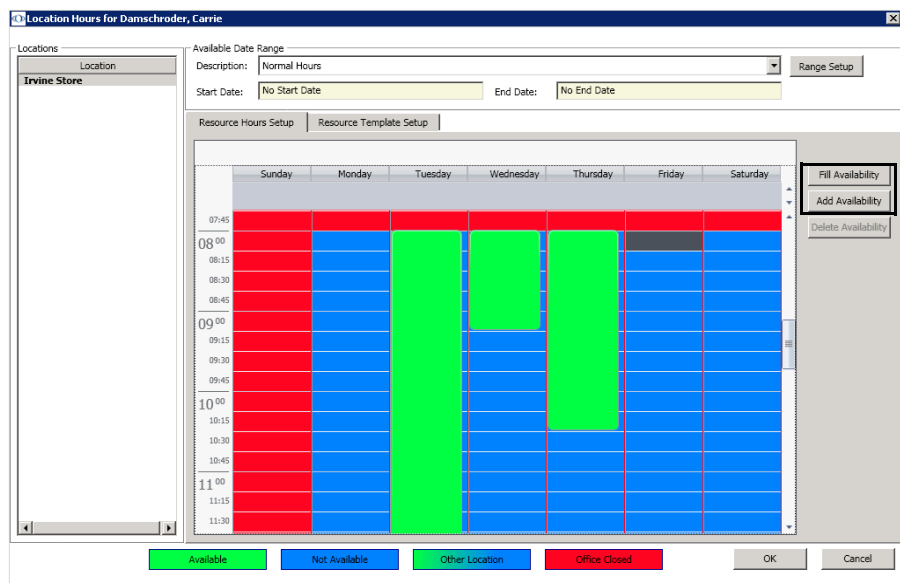 Location Hours for Damschroder, Carrie
Locations
Location
Irvine Store
Available Date Range
Description: Normal Hours
Range Setup
Start Date: No Start Date
End Date: No End Date
Resource Hours Setup
Resource Template Setup
Sunday Monday Tuesday Wednesday Thursday Friday Saturday
Fill Availability
Add Availability
Delete Availability
07:45
08 00
08:15
08:30
08:45
09 00
09:15
09:30
09:45
10 00
10:15
10:30
10:45
11 00
11:15
11:30
Available
Not Available
Other Location
Office Closed
OK
Cancel